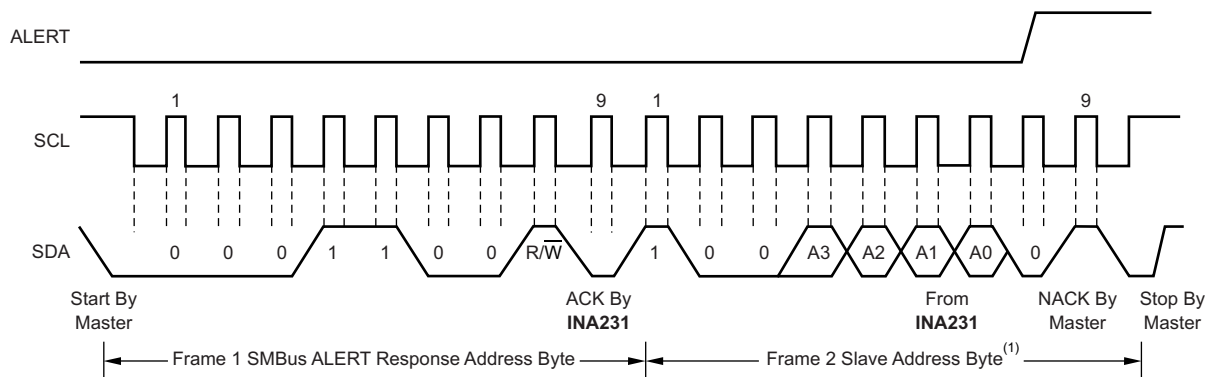 ALERT
1 9 1 9
SCL
SDA 0 0 0 1 1 0 0 R/W̅ 1 0 0 A3 A2 A1 A0 0
Start By Master
ACK By INA231
From INA231
NACK By Master
Stop By Master
Frame 1 SMBus ALERT Response Address Byte
Frame 2 Slave Address Byte(1)